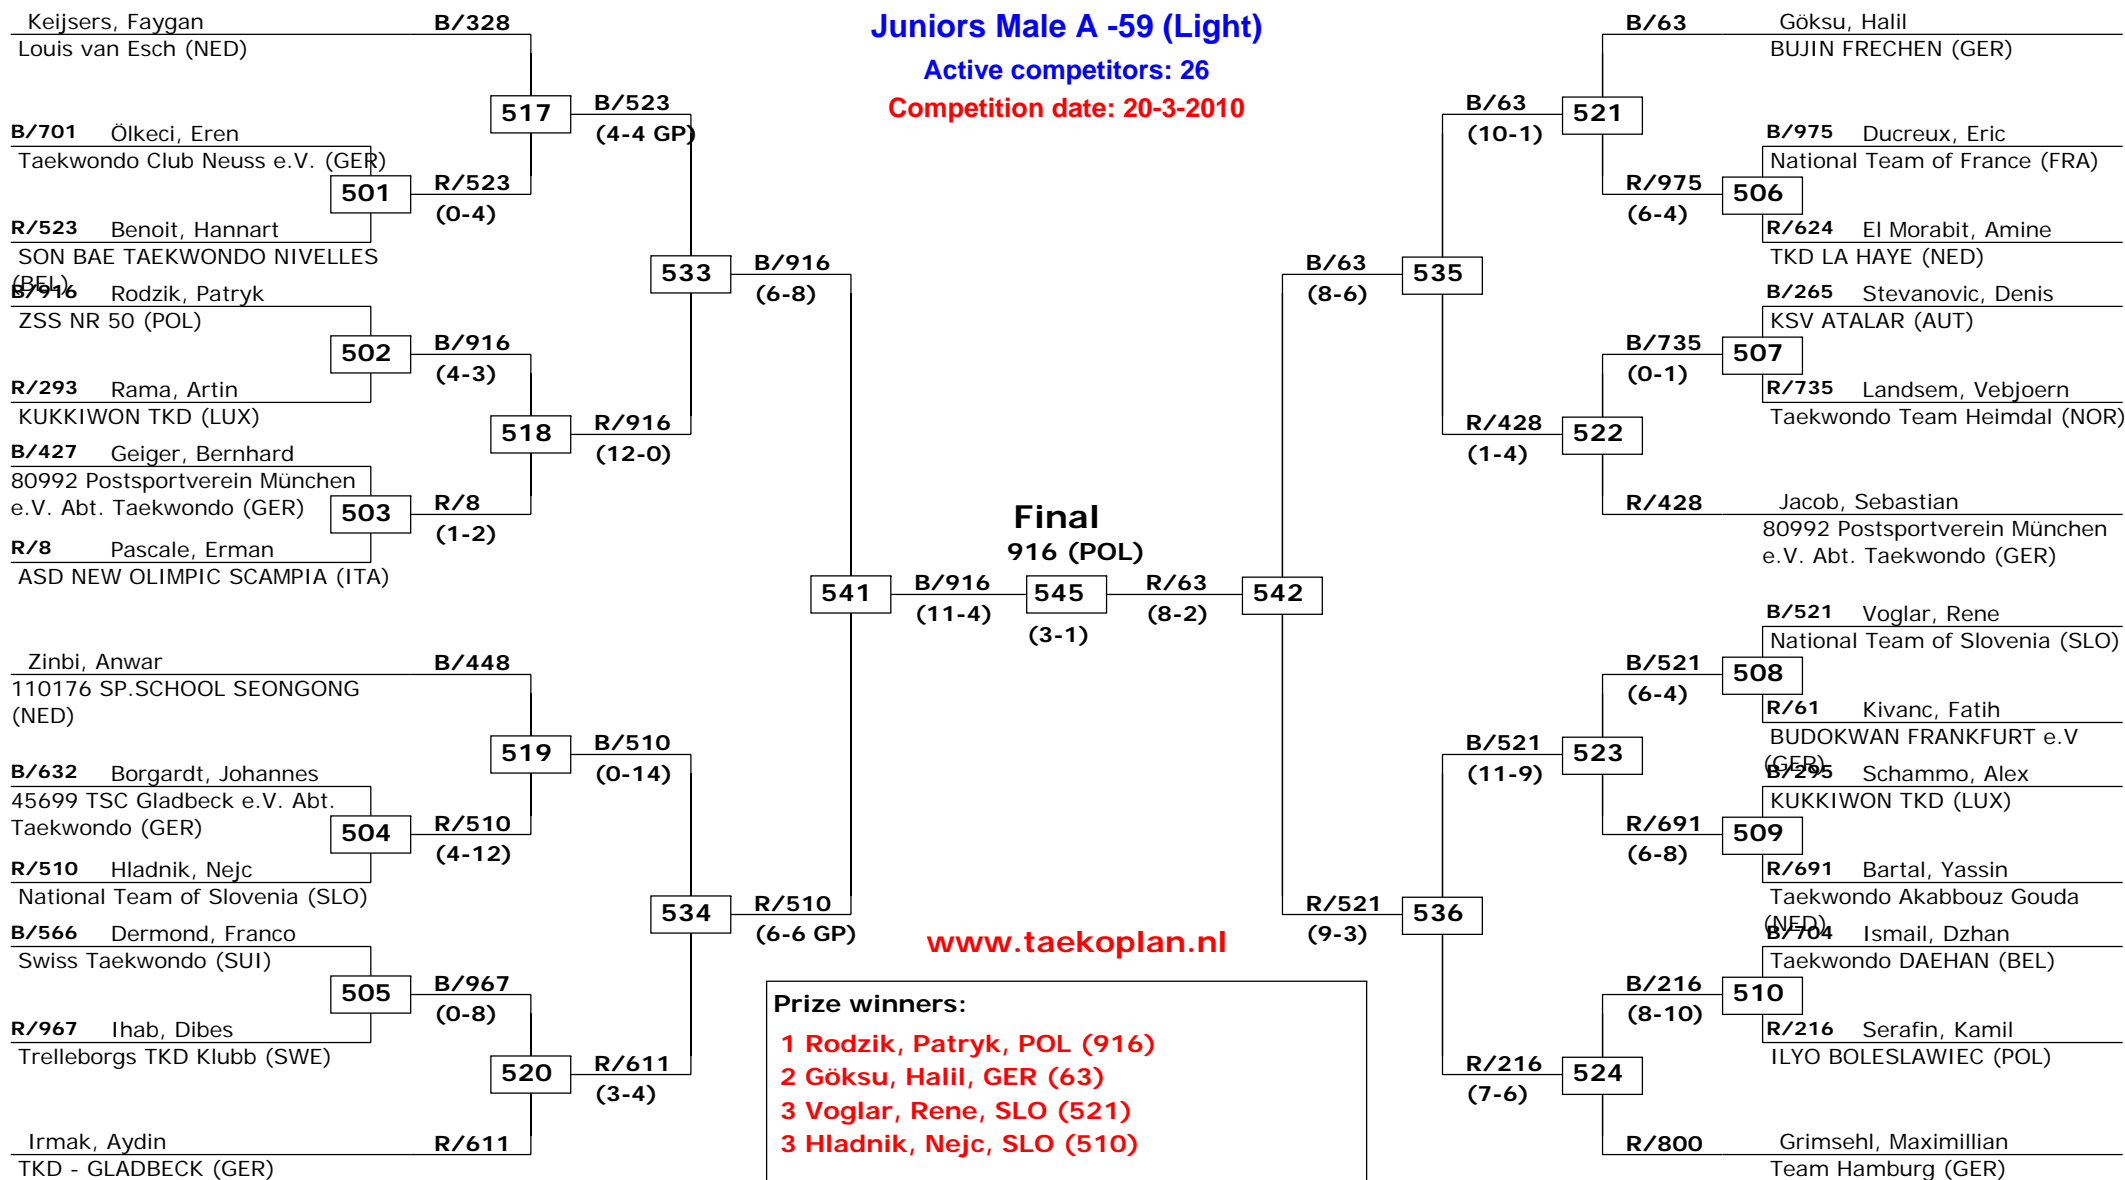 Juniors Male A -59 (Light)
Active competitors: 26
Competition date: 20-3-2010
Keijsers, Faygan B/328
Louis van Esch (NED)
517
B/523
(4-4 GP)
B/701 Ölkeci, Eren
Taekwondo Club Neuss e.V. (GER)
501
R/523
(0-4)
R/523 Benoit, Hannart
SON BAE TAEKWONDO NIVELLES
(BEL)
533
B/916
(6-8)
B/916 Rodzik, Patryk
ZSS NR 50 (POL)
502
B/916
(4-3)
R/293 Rama, Artin
KUKKIWON TKD (LUX)
518
R/916
(12-0)
B/427 Geiger, Bernhard
80992 Postsportverein München
e.V. Abt. Taekwondo (GER)
503
R/8
(1-2)
R/8 Pascale, Erman
ASD NEW OLIMPIC SCAMPIA (ITA)
541
B/916
(11-4)
Zinbi, Anwar B/448
110176 SP.SCHOOL SEONGONG
(NED)
519
B/510
(0-14)
B/632 Borgardt, Johannes
45699 TSC Gladbeck e.V. Abt.
Taekwondo (GER)
504
R/510
(4-12)
R/510 Hladnik, Nejc
National Team of Slovenia (SLO)
534
R/510
(6-6 GP)
B/566 Dermond, Franco
Swiss Taekwondo (SUI)
505
B/967
(0-8)
R/967 Ihab, Dibes
Trelleborgs TKD Klubb (SWE)
520
R/611
(3-4)
Irmak, Aydin R/611
TKD - GLADBECK (GER)
Final
916 (POL)
545
(3-1)
R/63
(8-2)
542
B/63 Göksu, Halil
BUJIN FRECHEN (GER)
B/63
(10-1)
521
B/975 Ducreux, Eric
National Team of France (FRA)
R/975
(6-4)
506
R/624 El Morabit, Amine
TKD LA HAYE (NED)
B/63
(8-6)
535
B/265 Stevanovic, Denis
KSV ATALAR (AUT)
B/735
(0-1)
507
R/735 Landsem, Vebjoern
Taekwondo Team Heimdal (NOR)
R/428
(1-4)
522
R/428 Jacob, Sebastian
80992 Postsportverein München
e.V. Abt. Taekwondo (GER)
B/521 Voglar, Rene
National Team of Slovenia (SLO)
B/521
(6-4)
508
R/61 Kivanc, Fatih
BUDOKWAN FRANKFURT e.V
(GER)
B/521
(11-9)
523
B/295 Schammo, Alex
KUKKIWON TKD (LUX)
R/691
(6-8)
509
R/691 Bartal, Yassin
Taekwondo Akabbouz Gouda
(NED)
R/521
(9-3)
536
B/704 Ismail, Dzhan
Taekwondo DAEHAN (BEL)
B/216
(8-10)
510
R/216 Serafin, Kamil
ILYO BOLESLAWIEC (POL)
R/216
(7-6)
524
R/800 Grimsehl, Maximillian
Team Hamburg (GER)
www.taekoplan.nl
Prize winners:
1 Rodzik, Patryk, POL (916)
2 Göksu, Halil, GER (63)
3 Voglar, Rene, SLO (521)
3 Hladnik, Nejc, SLO (510)